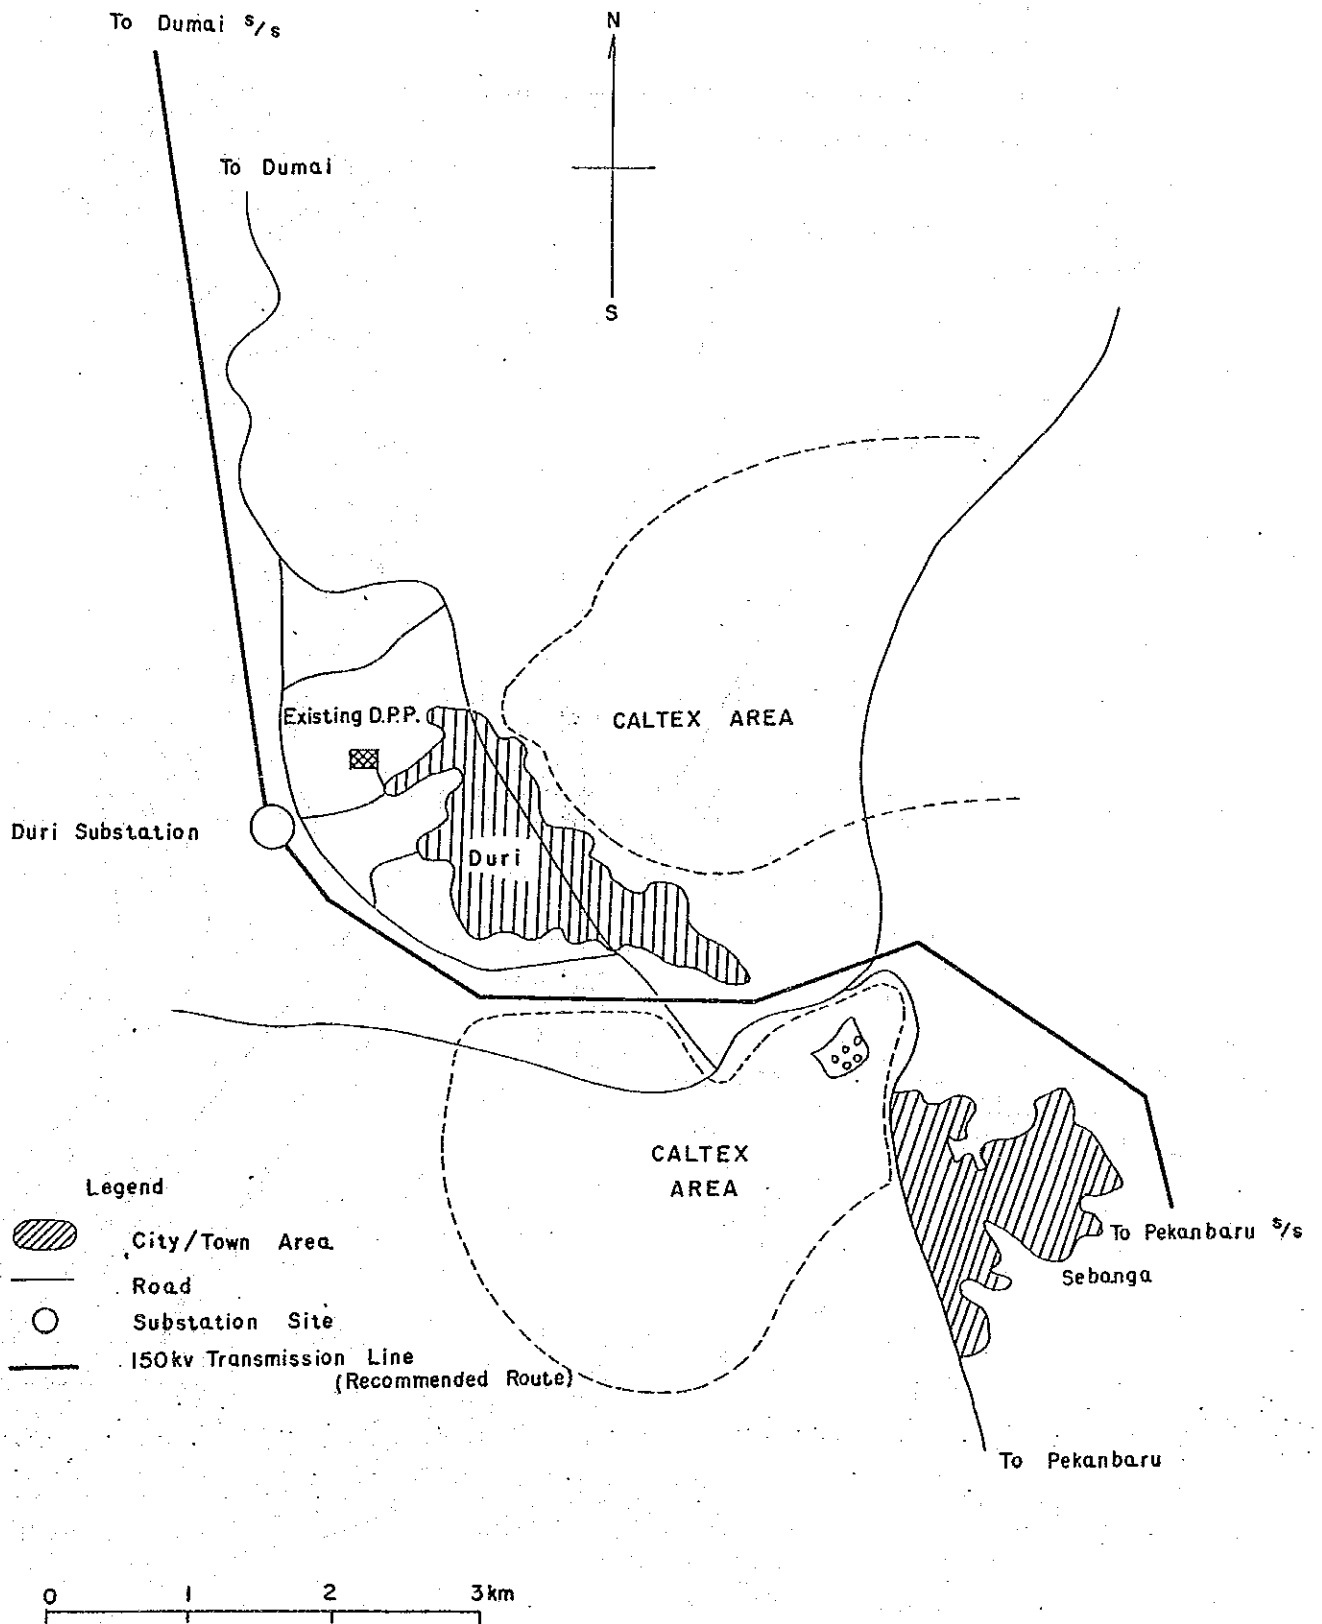 To Dumai s/s
N
To Dumai
S
Existing D.P.P.
CALTEX AREA
Duri Substation
Duri
CALTEX
AREA
Legend
City/Town Area
Road
Substation Site
150kv Transmission Line
(Recommended Route)
To Pekanbaru s/s
Sebanga
To Pekanbaru
0 1 2 3km